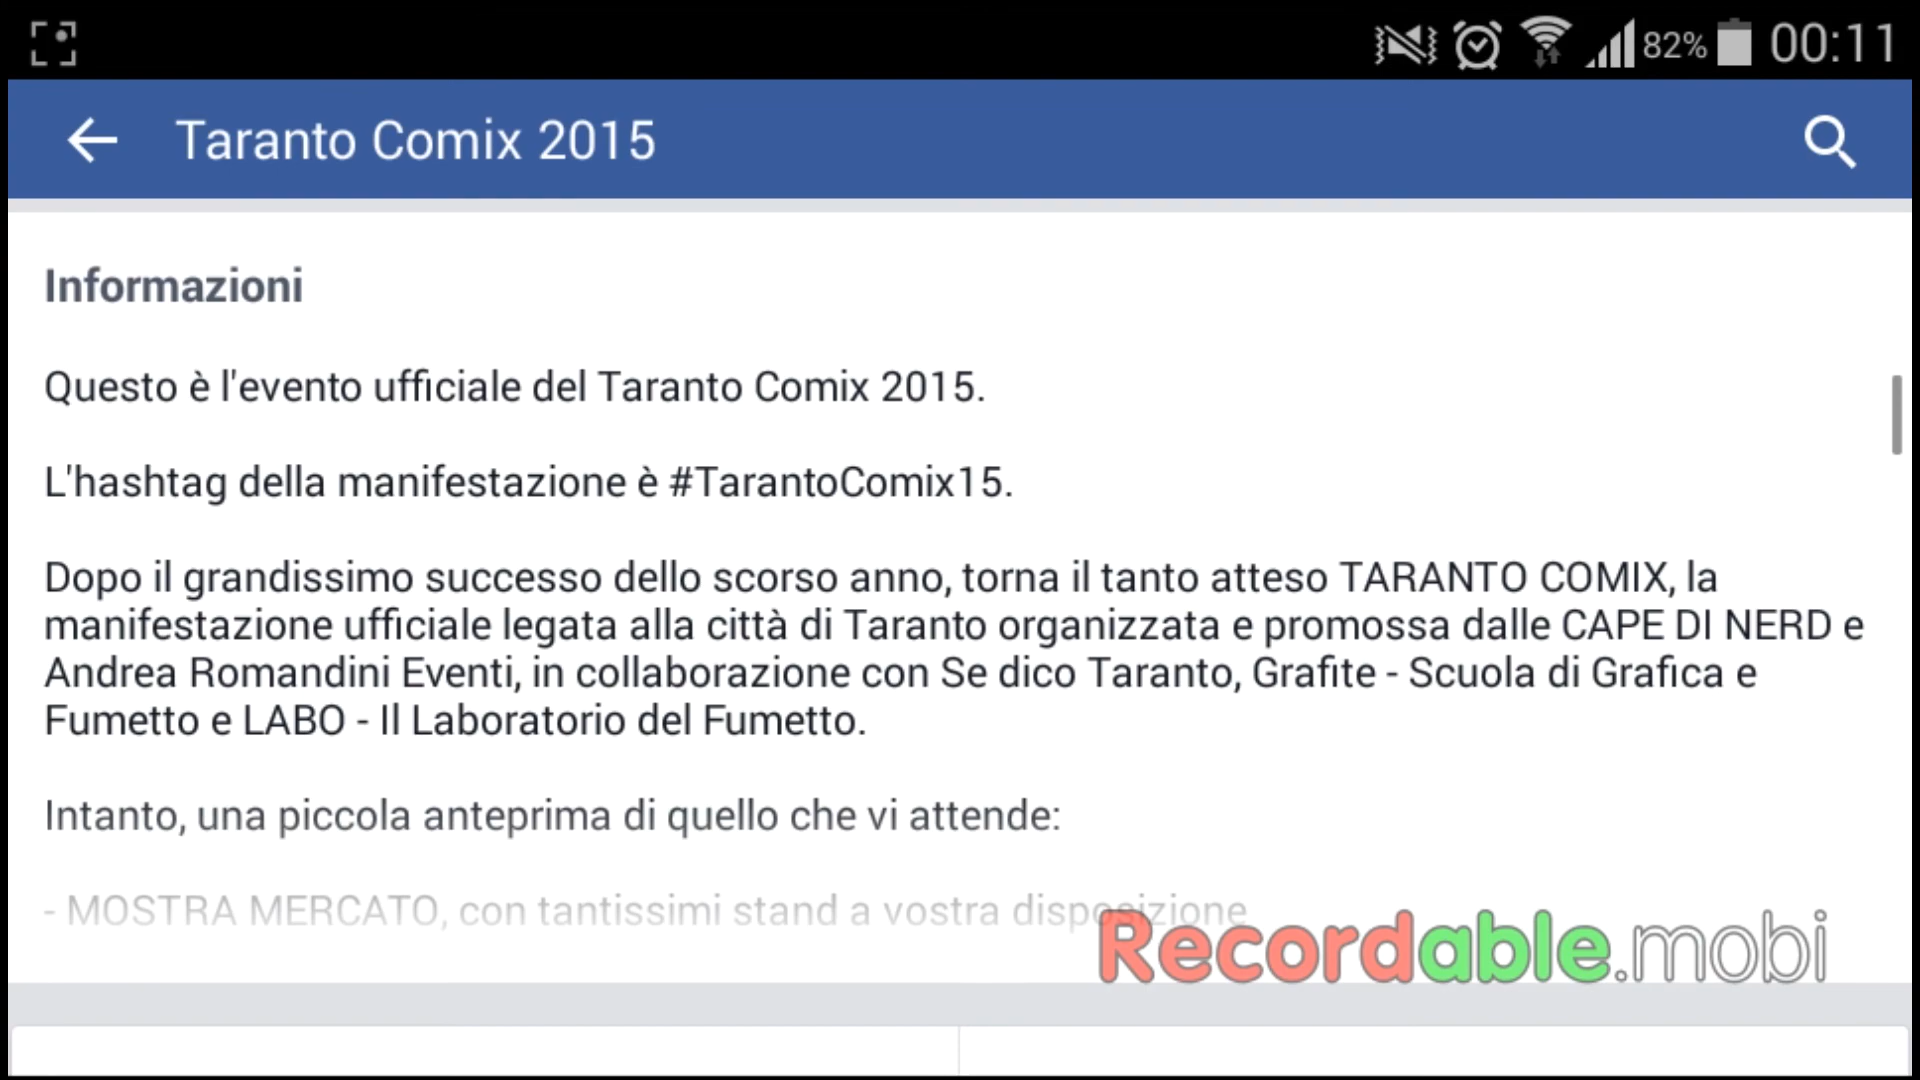 82% 00:11
Taranto Comix 2015
Informazioni
Questo è l'evento ufficiale del Taranto Comix 2015.
L'hashtag della manifestazione è #TarantoComix15.
Dopo il grandissimo successo dello scorso anno, torna il tanto atteso TARANTO COMIX, la
manifestazione ufficiale legata alla città di Taranto organizzata e promossa dalle CAPE DI NERD e
Andrea Romandini Eventi, in collaborazione con Se dico Taranto, Grafite - Scuola di Grafica e
Fumetto e LABO - Il Laboratorio del Fumetto.
Intanto, una piccola anteprima di quello che vi attende:
- MOSTRA MERCATO, con tantissimi stand a vostra disposizione
Recordable.mobi